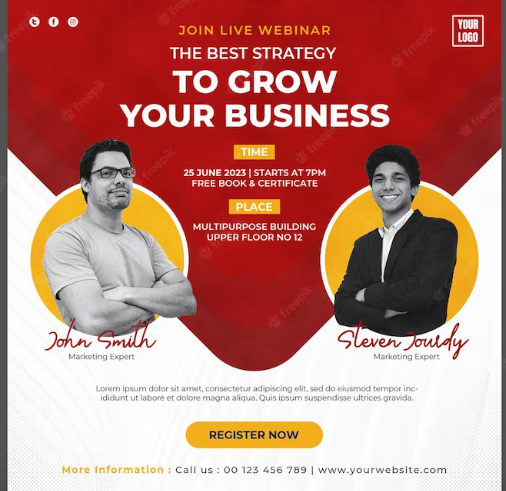 JOIN LIVE WEBINAR
YOUR
LOGO
THE BEST STRATEGY
TO GROW
YOUR BUSINESS
TIME
25 JUNE 2023 | STARTS AT 7PM
FREE BOOK & CERTIFICATE
PLACE
MULTIPURPOSE BUILDING
UPPER FLOOR NO 12
John Smith
Marketing Expert
Steven Jourdy
Marketing Expert
Lorem ipsum dolor sit amet, consectetur adipiscing elit, sed do eiusmod tempor inc-
ididunt ut labore et dolore magna aliqua. Quis ipsum suspendisse ultrices gravida.
REGISTER NOW
More Information : Call us : 00 123 456 789 | www.yourwebsite.com